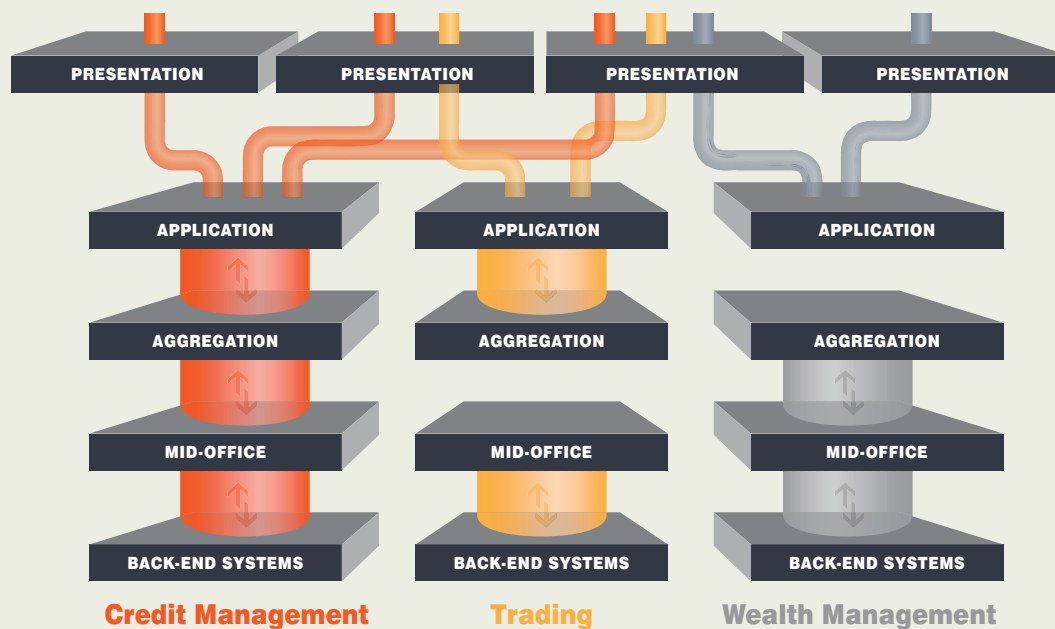 PRESENTATION
PRESENTATION
PRESENTATION
PRESENTATION
APPLICATION
APPLICATION
APPLICATION
AGGREGATION
AGGREGATION
AGGREGATION
MID-OFFICE
MID-OFFICE
MID-OFFICE
BACK-END SYSTEMS
BACK-END SYSTEMS
BACK-END SYSTEMS
Credit Management
Trading
Wealth Management